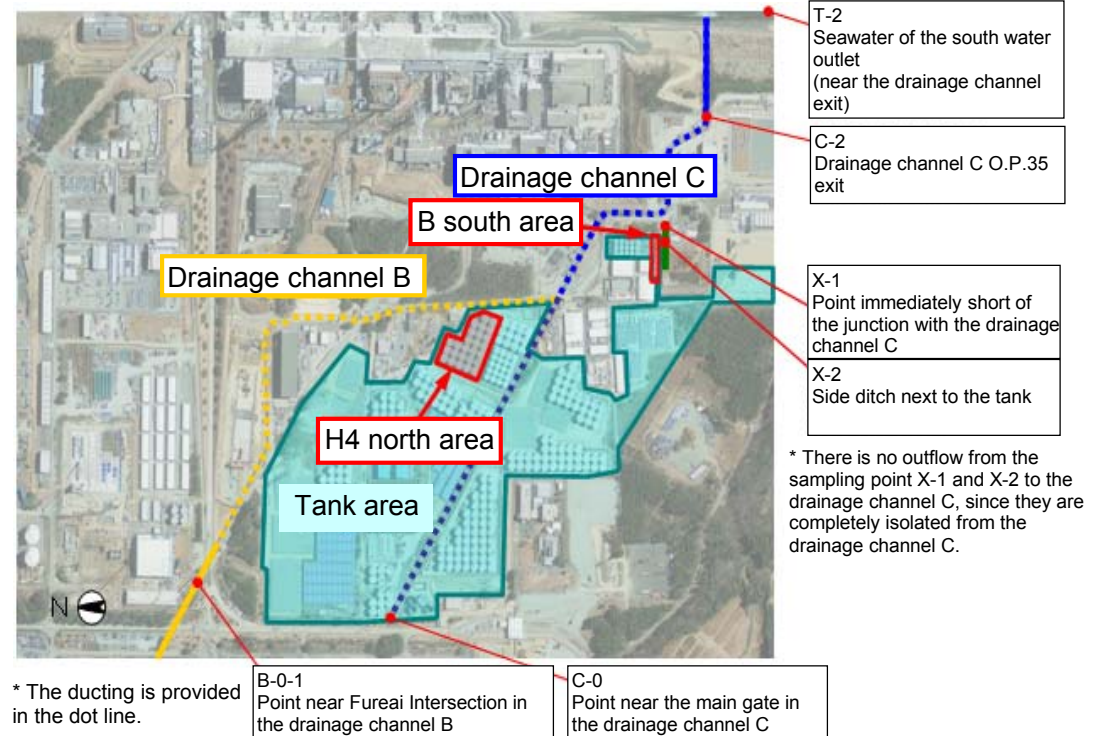 T-2
Seawater of the south water
outlet
(near the drainage channel
exit)
C-2
Drainage channel C O.P.35
exit
Drainage channel C
B south area
Drainage channel B
X-1
Point immediately short of
the junction with the drainage
channel C
X-2
Side ditch next to the tank
H4 north area
* There is no outflow from the
sampling point X-1 and X-2 to the
drainage channel C, since they are
completely isolated from the
drainage channel C.
Tank area
N
* The ducting is provided
in the dot line.
B-0-1
Point near Fureai Intersection in
the drainage channel B
C-0
Point near the main gate in
the drainage channel C